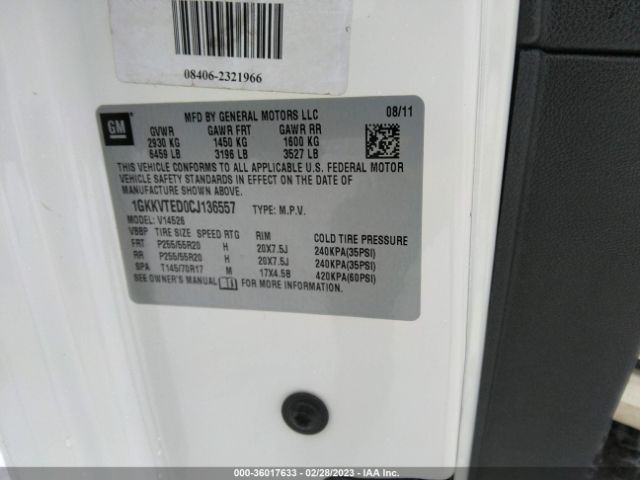 08406-2321966
GM
MFD BY GENERAL MOTORS LLC 08/11
GVWR GAWR FRT GAWR RR
2930 KG 1450 KG 1600 KG
6459 LB 3196 LB 3527 LB
THIS VEHICLE CONFORMS TO ALL APPLICABLE U.S. FEDERAL MOTOR
VEHICLE SAFETY STANDARDS IN EFFECT ON THE DATE OF
MANUFACTURE SHOWN ABOVE.
1GKKVTED0CJ136557 TYPE: M.P.V.
MODEL: V14526
VBBP TIRE SIZE SPEED RTG RIM COLD TIRE PRESSURE
FRT P255/55R20 H 20X7.5J 240KPA(35PSI)
RR P255/55R20 H 20X7.5J 240KPA(35PSI)
SPA T145/70R17 M 17X4.5B 420KPA(60PSI)
SEE OWNER'S MANUAL FOR MORE INFORMATION.
000-36017633 / 02/28/2023 - IAA Inc.